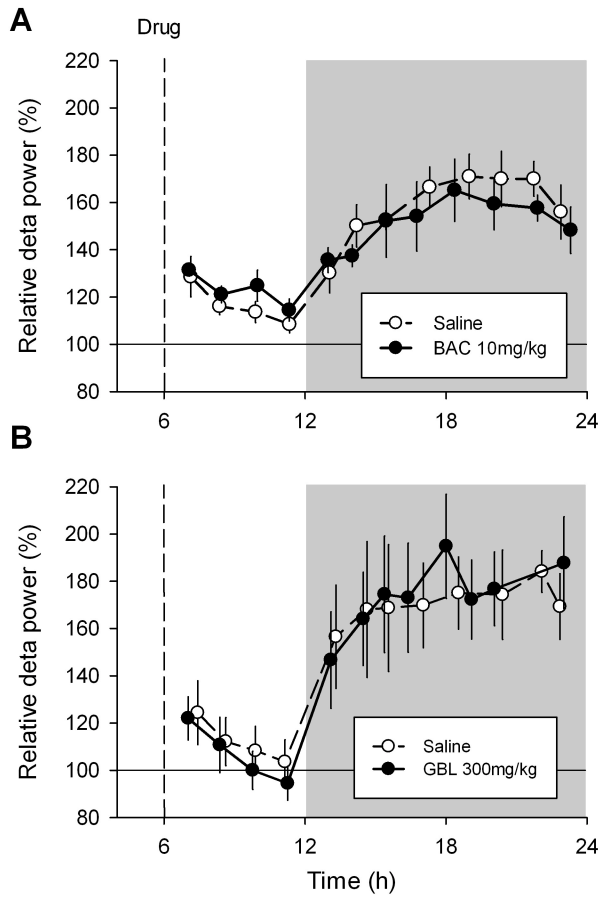 A
Drug
Relative deta power (%)
220
200
180
160
140
120
100
80
Saline
BAC 10mg/kg
6
12
18
24
B
Relative deta power (%)
220
200
180
160
140
120
100
80
Saline
GBL 300mg/kg
6
12
18
24
Time (h)